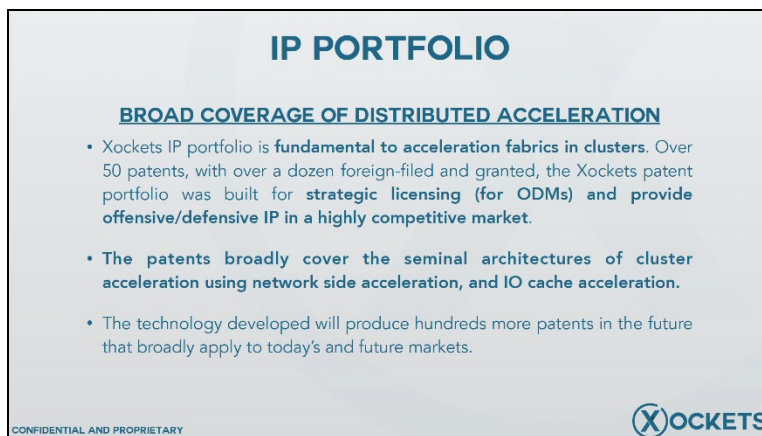 IP PORTFOLIO
BROAD COVERAGE OF DISTRIBUTED ACCELERATION
• Xockets IP portfolio is fundamental to acceleration fabrics in clusters. Over
50 patents, with over a dozen foreign-filed and granted, the Xockets patent
portfolio was built for strategic licensing (for ODMs) and provide
offensive/defensive IP in a highly competitive market.
• The patents broadly cover the seminal architectures of cluster
acceleration using network side acceleration, and IO cache acceleration.
• The technology developed will produce hundreds more patents in the future
that broadly apply to today's and future markets.
CONFIDENTIAL AND PROPRIETARY
XOCKETS